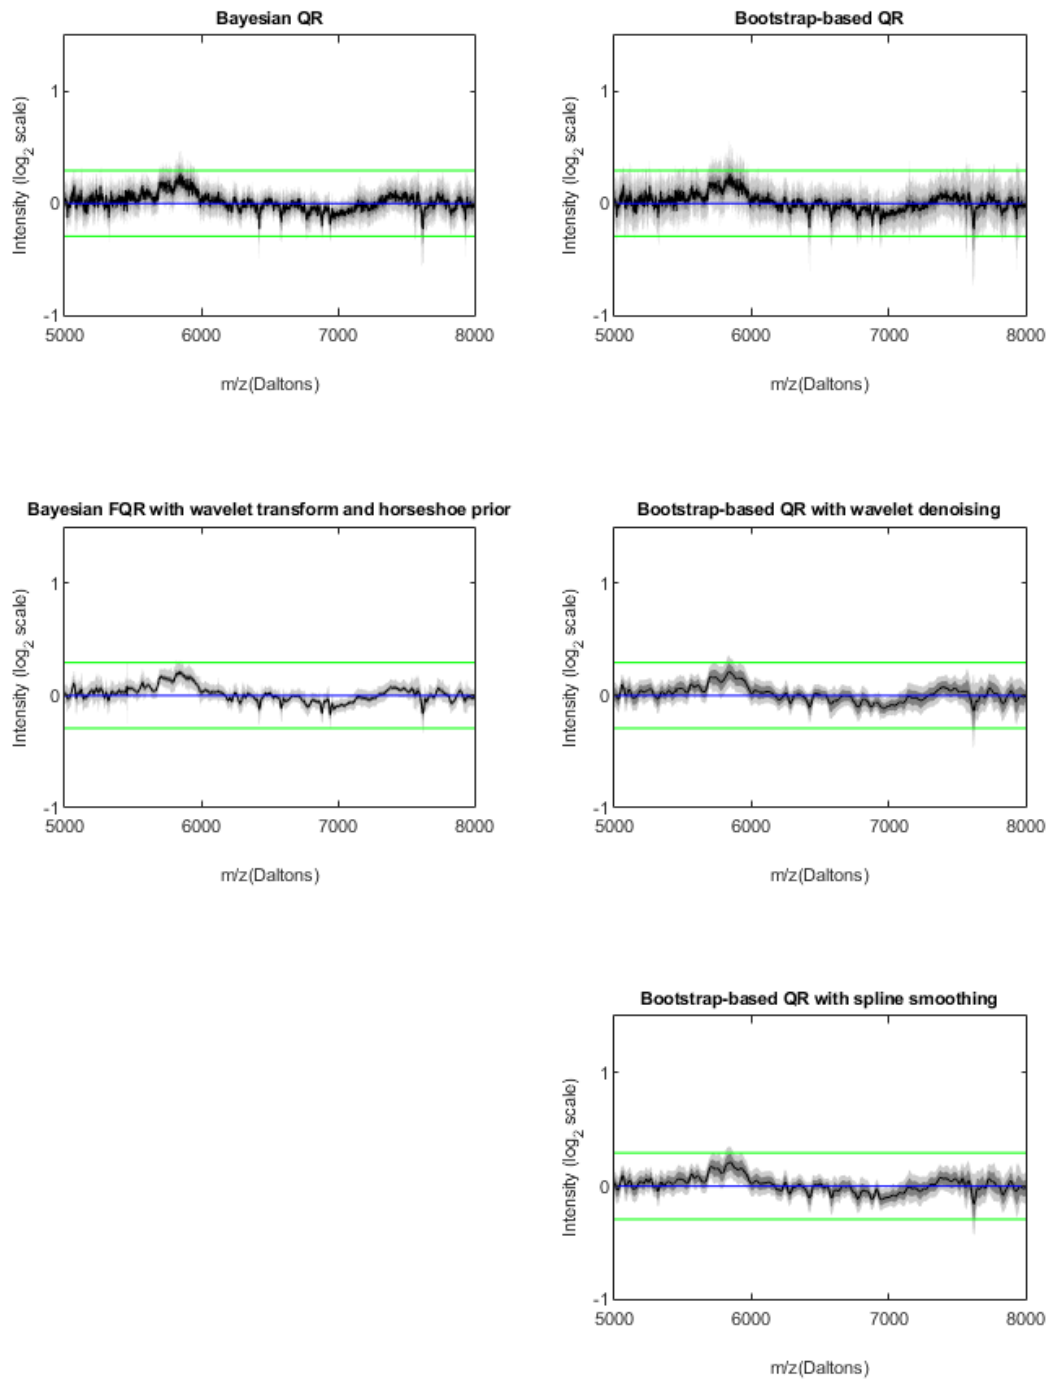 Bayesian QR
Intensity (log2 scale)
1
0
-1
5000 6000 7000 8000
m/z(Daltons)
Bootstrap-based QR
Intensity (log2 scale)
1
0
-1
5000 6000 7000 8000
m/z(Daltons)
Bayesian FQR with wavelet transform and horseshoe prior
Intensity (log2 scale)
1
0
-1
5000 6000 7000 8000
m/z(Daltons)
Bootstrap-based QR with wavelet denoising
Intensity (log2 scale)
1
0
-1
5000 6000 7000 8000
m/z(Daltons)
Bootstrap-based QR with spline smoothing
Intensity (log2 scale)
1
0
-1
5000 6000 7000 8000
m/z(Daltons)